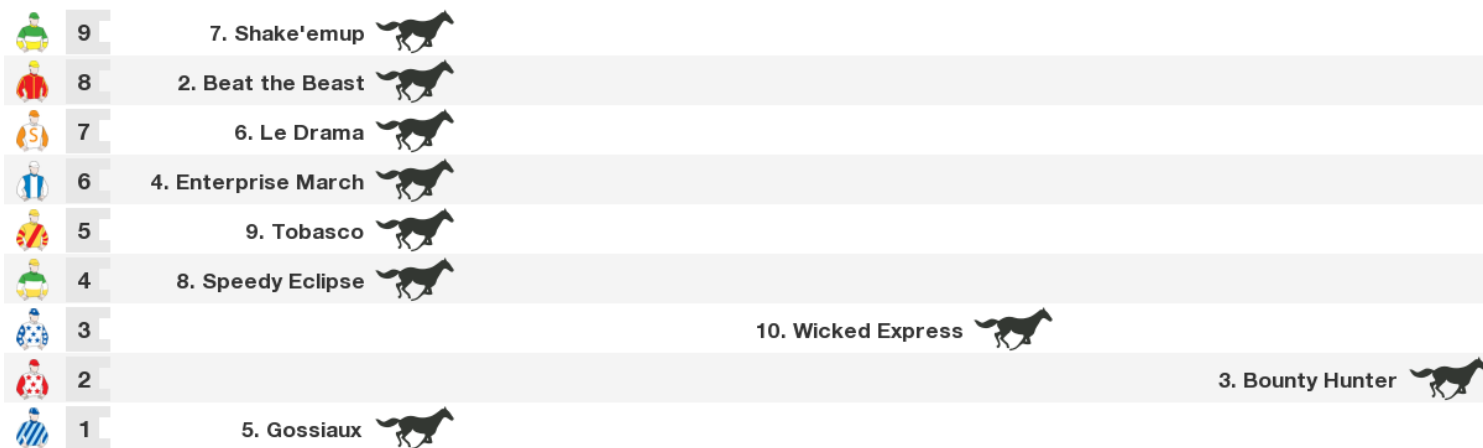 9 7. Shake'emup
8 2. Beat the Beast
S 7 6. Le Drama
6 4. Enterprise March
5 9. Tobasco
4 8. Speedy Eclipse
3 10. Wicked Express
2 3. Bounty Hunter
1 5. Gossiaux